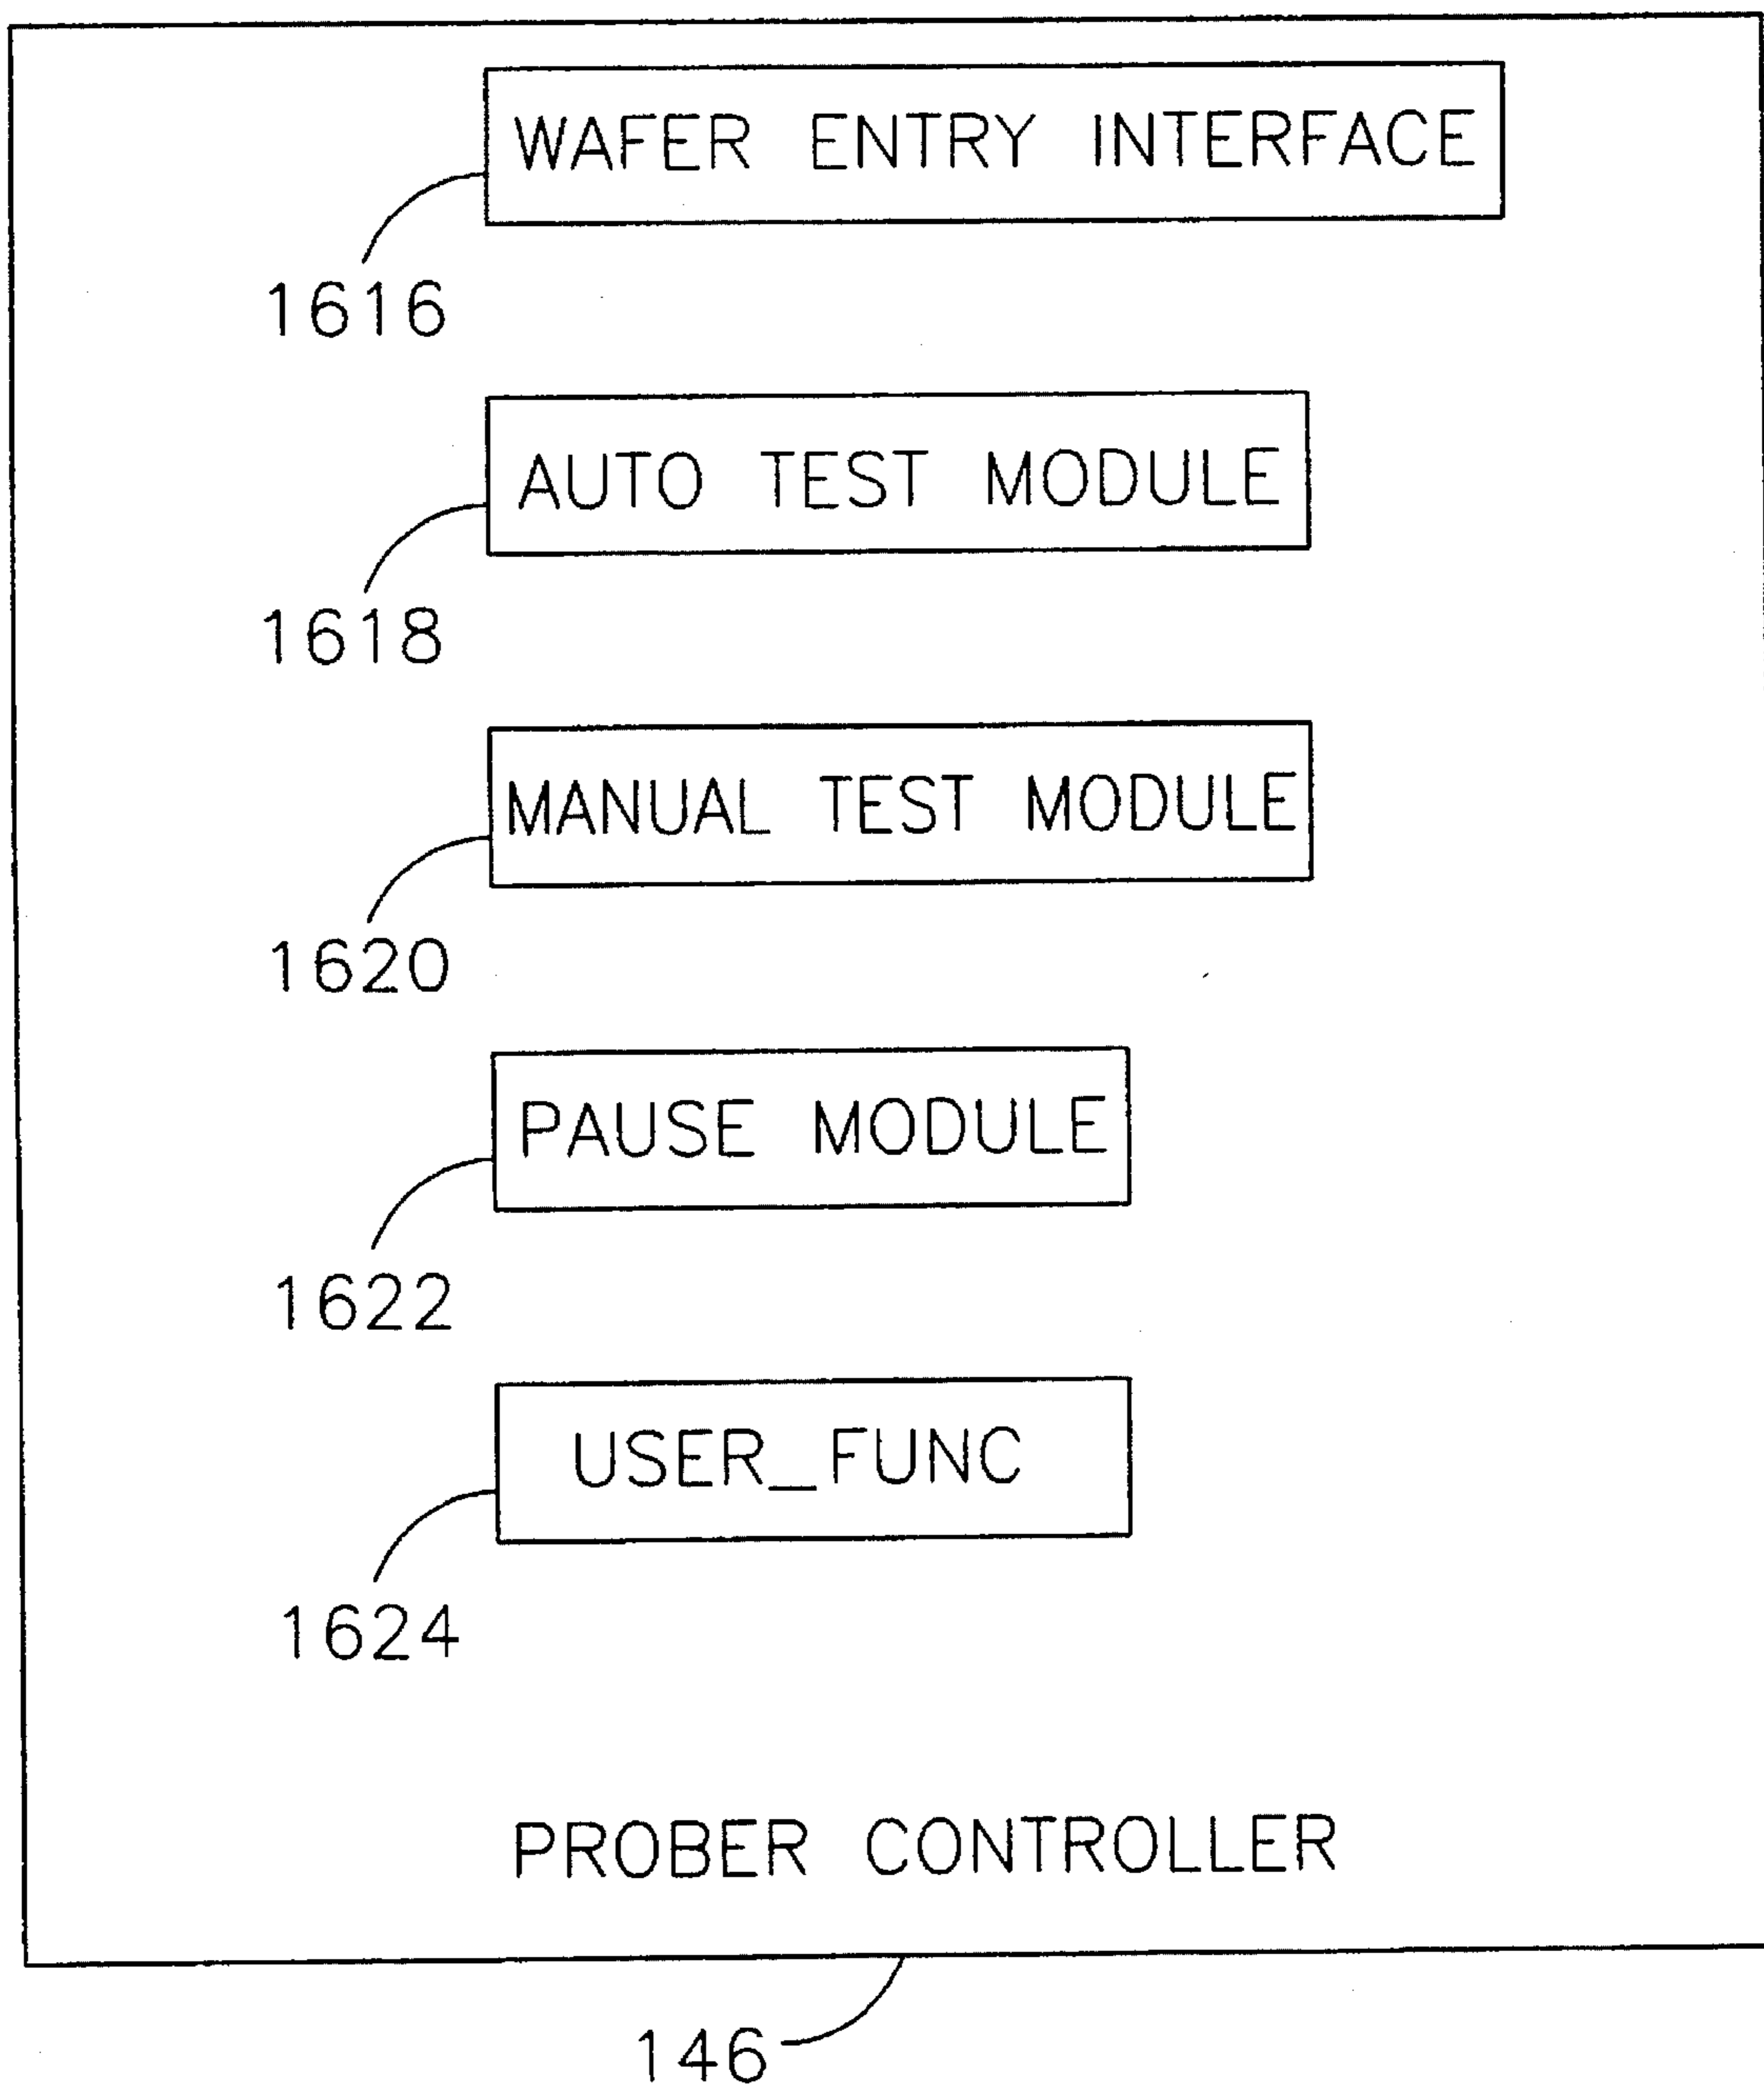 WAFER ENTRY INTERFACE
1616
AUTO TEST MODULE
1618
MANUAL TEST MODULE
1620
PAUSE MODULE
1622
USER_FUNC
1624
PROBER CONTROLLER
146